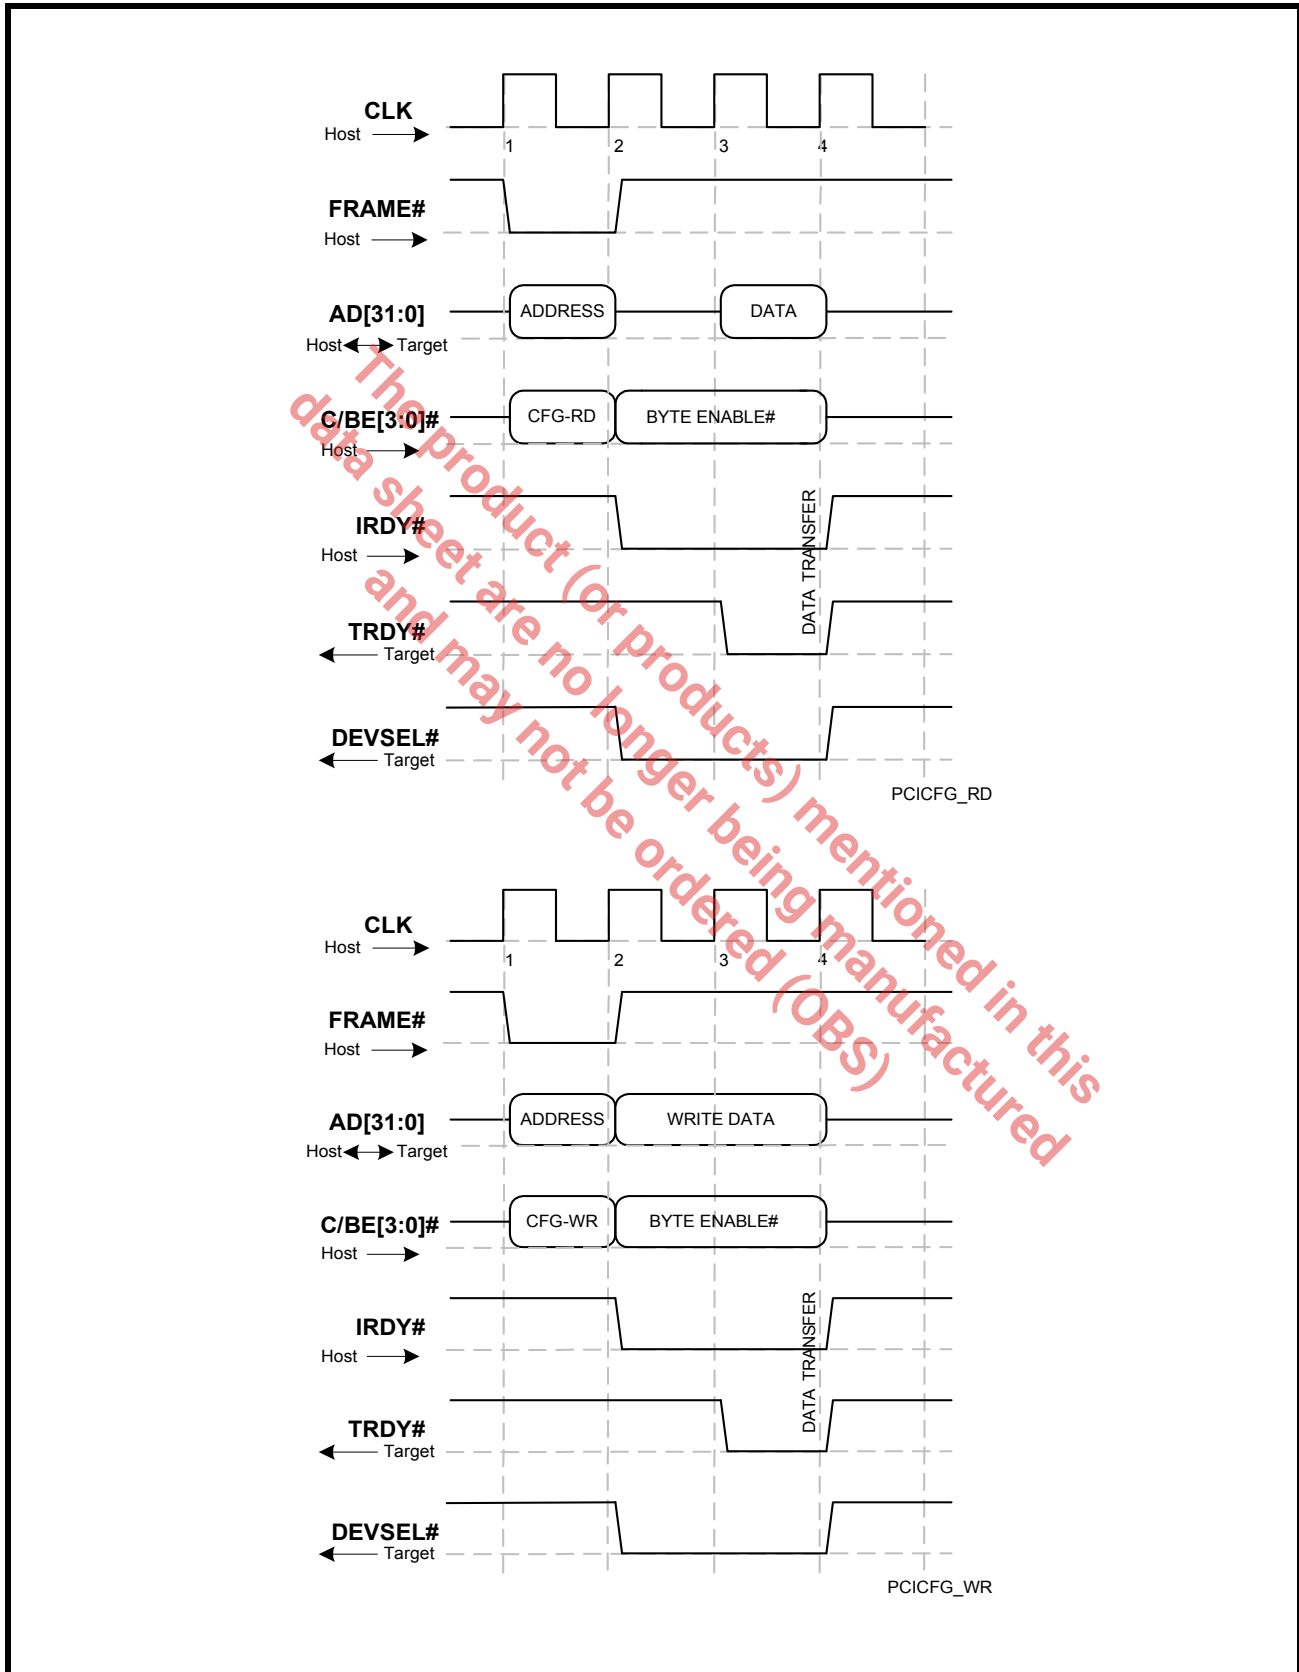 CLK
Host
1 2 3 4
FRAME#
Host
AD[31:0]
ADDRESS DATA
Host Target
C/BE[3:0]#
CFG-RD BYTE ENABLE#
Host
IRDY#
Host
DATA TRANSFER
TRDY#
Target
DEVSEL#
Target
PCICFG_RD
CLK
Host
1 2 3 4
FRAME#
Host
AD[31:0]
ADDRESS WRITE DATA
Host Target
C/BE[3:0]#
CFG-WR BYTE ENABLE#
Host
IRDY#
Host
DATA TRANSFER
TRDY#
Target
DEVSEL#
Target
PCICFG_WR
The product (or products) mentioned in this
data sheet are no longer being manufactured
and may not be ordered (OBS)